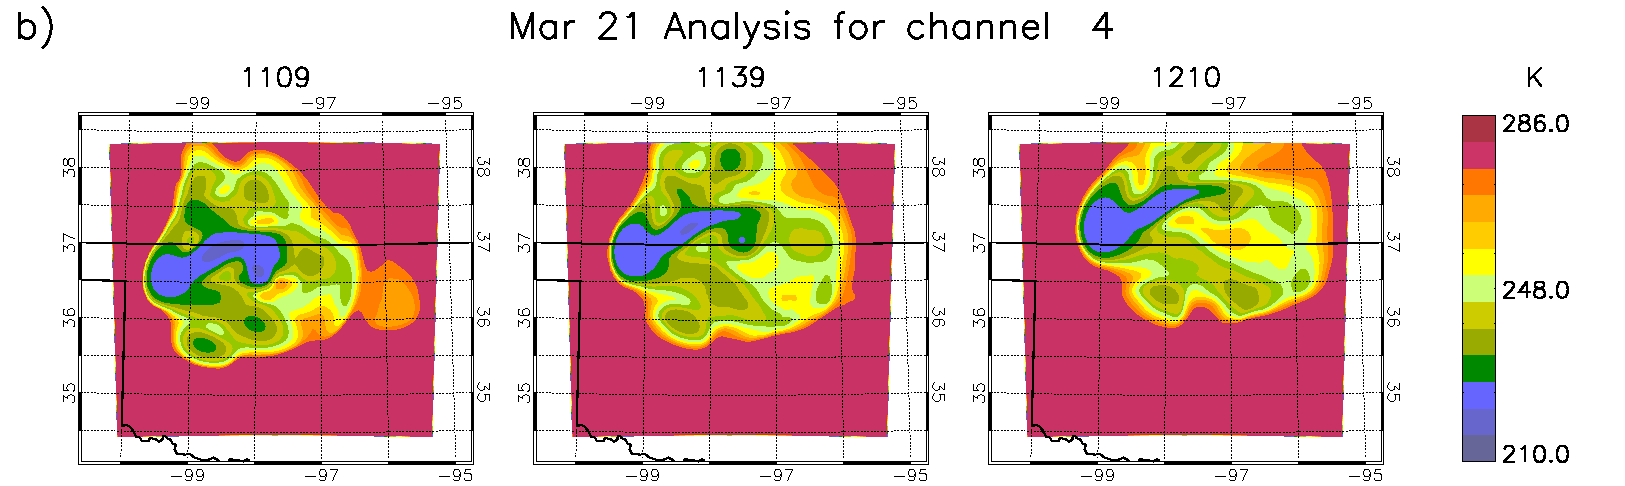 b) Mar 21 Analysis for channel 4
1109 1139 1210 K
-99 -97 -95 -99 -97 -95 -99 -97 -95
286.0
38 38 38 38 38 38
37 37 37 37 37 37
248.0
36 36 36 36 36 36
35 35 35 35 35 35
210.0
-99 -97 -95 -99 -97 -95 -99 -97 -95